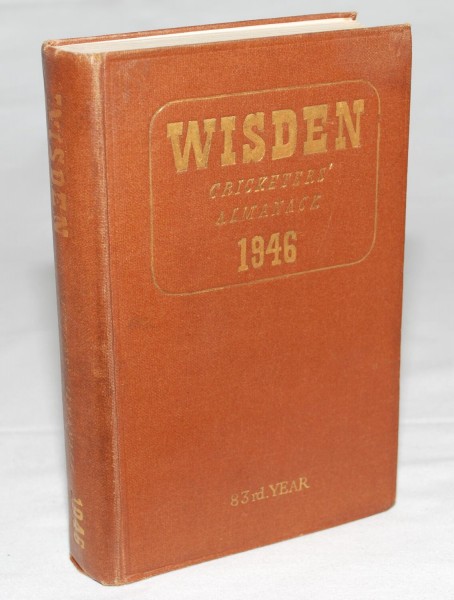 WISDEN
CRICKETERS'
ALMANACK
1946
83rd. YEAR
WISDEN
1946